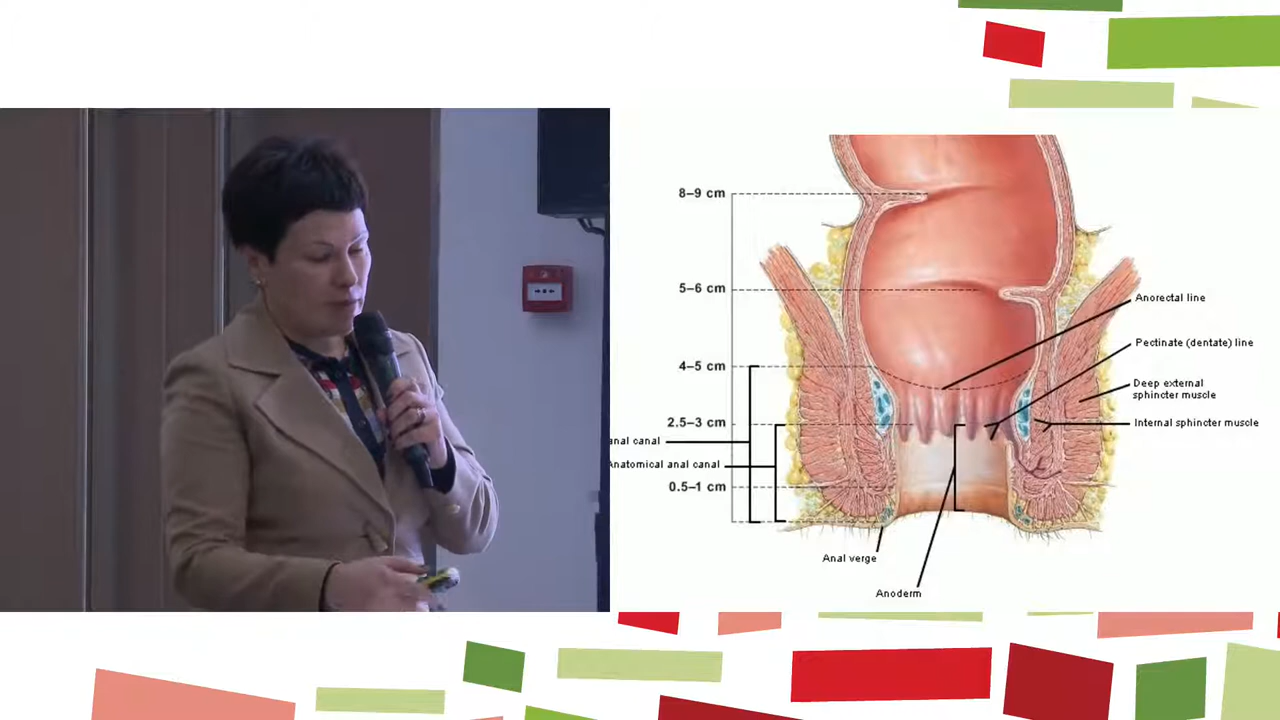 8–9 cm
5–6 cm
Anorectal line
Pectinate (dentate) line
4–5 cm
Deep external
sphincter muscle
2.5–3 cm
Internal sphincter muscle
anal canal
Anatomical anal canal
0.5–1 cm
Anal verge
Anoderm